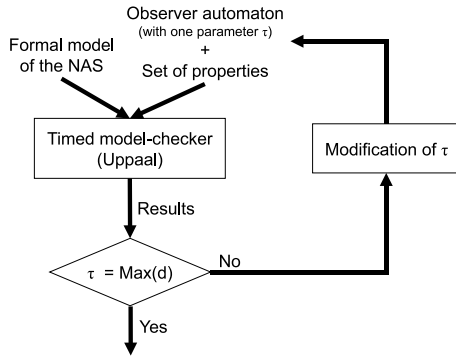 Observer automaton
(with one parameter τ)
+
Set of properties
Formal model
of the NAS
Timed model-checker
(Uppaal)
Modification of τ
Results
τ = Max(d)
No
Yes